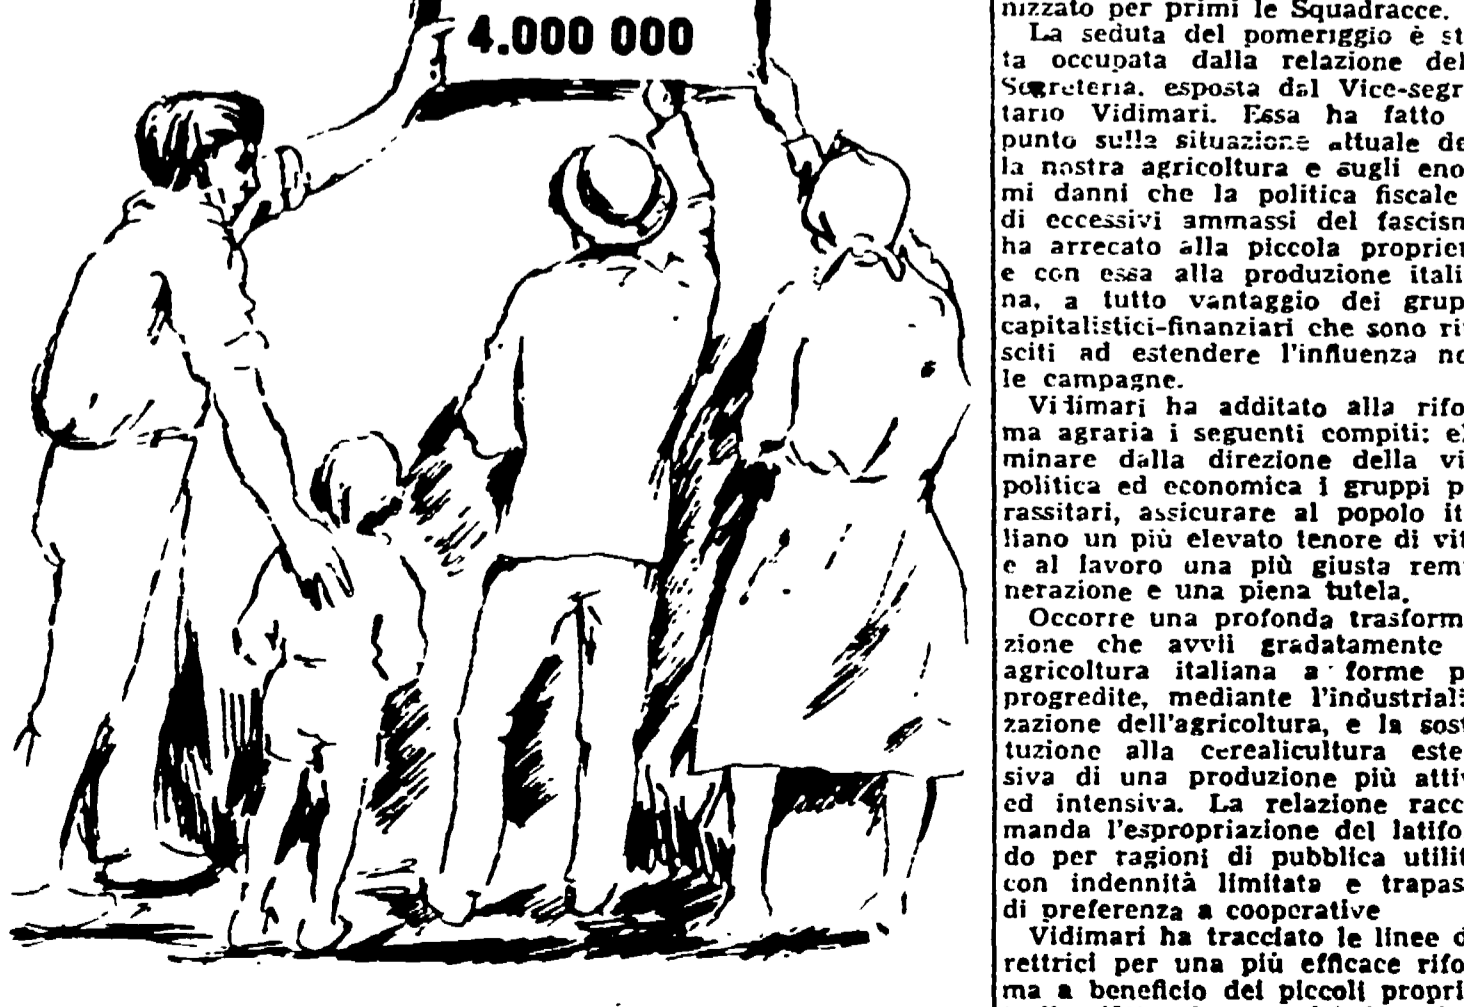 4.000 000
nizzato per primi le Squadracce.
La seduta del pomeriggio è st
ta occupata dalla relazione del
Segreteria. esposta dal Vice-segr
tario Vidimari. Essa ha fatto
punto sulla situazione attuale de
la nostra agricoltura e sugli eno
mi danni che la politica fiscale
di eccessivi ammassi del fascism
ha arrecato alla piccola propriet
e con essa alla produzione itali
na, a tutto vantaggio dei grup
capitalistici-finanziari che sono ri
sciti ad estendere l'influenza ne
le campagne.
Vidimari ha additato alla rifo
ma agraria i seguenti compiti: el
minare dalla direzione della vi
politica ed economica i gruppi p
rassitari, assicurare al popolo it
liano un più elevato tenore di vit
e al lavoro una più giusta rem
nerazione e una piena tutela.
Occorre una profonda trasform
zione che avvii gradatamente
agricoltura italiana a forme p
progredite, mediante l'industriali
zazione dell'agricoltura, e la sost
tuzione alla cerealicultura este
siva di una produzione più attiv
ed intensiva. La relazione racc
manda l'espropriazione del latifo
do per ragioni di pubblica utilit
con indennità limitata e trapas
di preferenza a cooperative
Vidimari ha tracciato le linee d
rettrici per una più efficace rifo
ma a beneficio dei piccoli propri